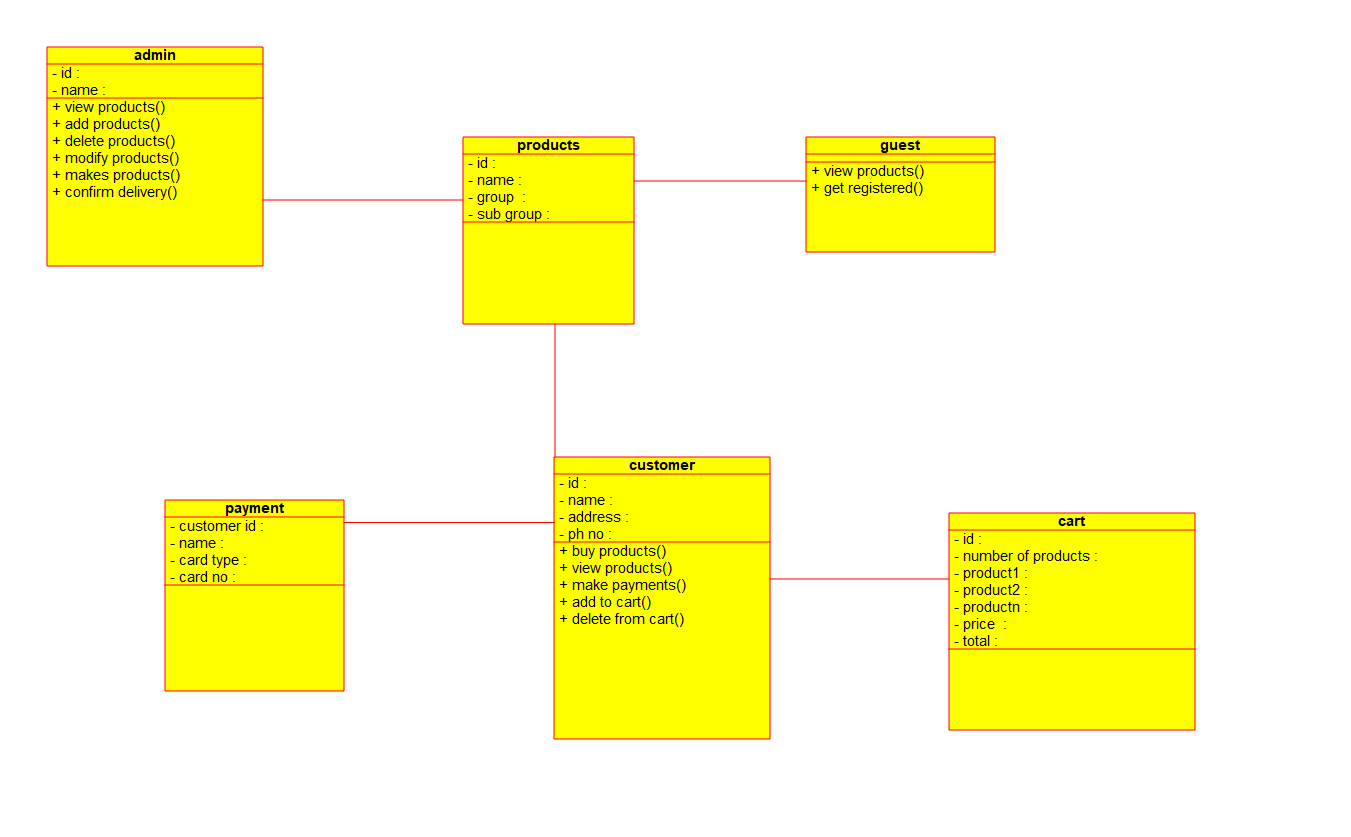 admin
- id :
- name :
+ view products()
+ add products()
+ delete products()
+ modify products()
+ makes products()
+ confirm delivery()
products
- id :
- name :
- group  :
- sub group :
guest
+ view products()
+ get registered()
payment
- customer id :
- name :
- card type :
- card no :
customer
- id :
- name :
- address :
- ph no :
+ buy products()
+ view products()
+ make payments()
+ add to cart()
+ delete from cart()
cart
- id :
- number of products :
- product1 :
- product2 :
- productn :
- price  :
- total :